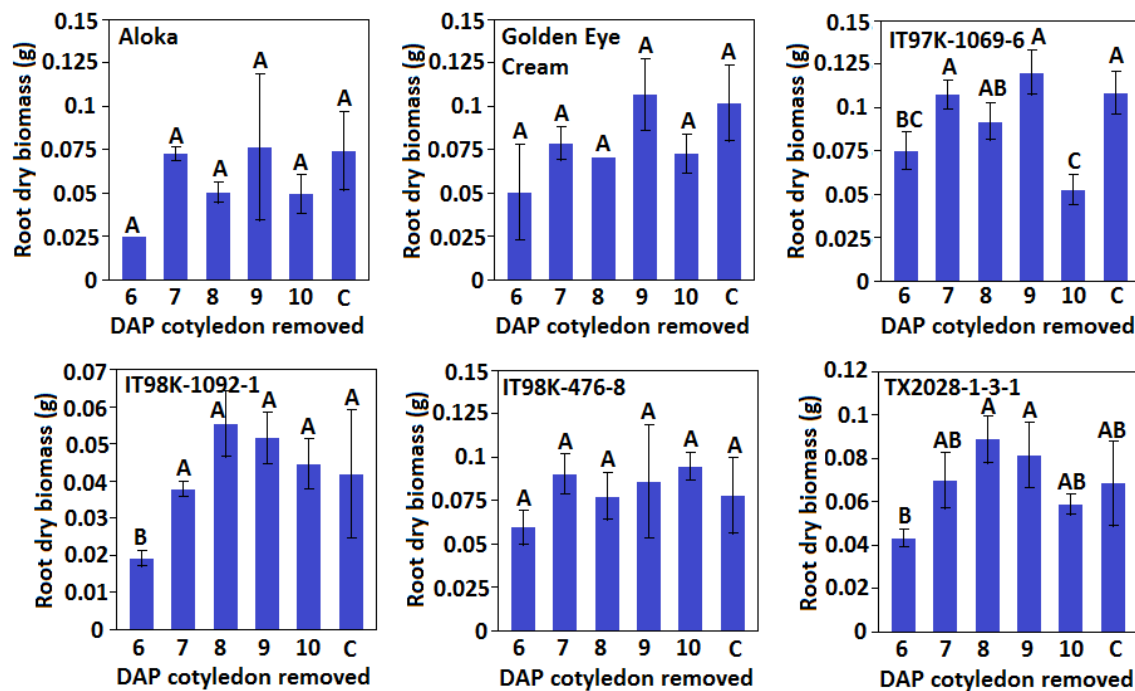 Root dry biomass (g)
0.15
0.125
0.1
0.075
0.05
0.025
0
Aloka
A
A
A
A
A
A
6 7 8 9 10 C
DAP cotyledon removed
Root dry biomass (g)
0.15
0.125
0.1
0.075
0.05
0.025
0
Golden Eye
Cream
A
A
A
A
A
A
6 7 8 9 10 C
DAP cotyledon removed
Root dry biomass (g)
0.15
0.125
0.1
0.075
0.05
0.025
0
IT97K-1069-6
BC
A
AB
A
C
A
6 7 8 9 10 C
DAP cotyledon removed
Root dry biomass (g)
0.07
0.06
0.05
0.04
0.03
0.02
0.01
0
IT98K-1092-1
B
A
A
A
A
A
6 7 8 9 10 C
DAP cotyledon removed
Root dry biomass (g)
0.15
0.125
0.1
0.075
0.05
0.025
0
IT98K-476-8
A
A
A
A
A
A
6 7 8 9 10 C
DAP cotyledon removed
Root dry biomass (g)
0.12
0.1
0.08
0.06
0.04
0.02
0
TX2028-1-3-1
B
AB
A
A
AB
AB
6 7 8 9 10 C
DAP cotyledon removed